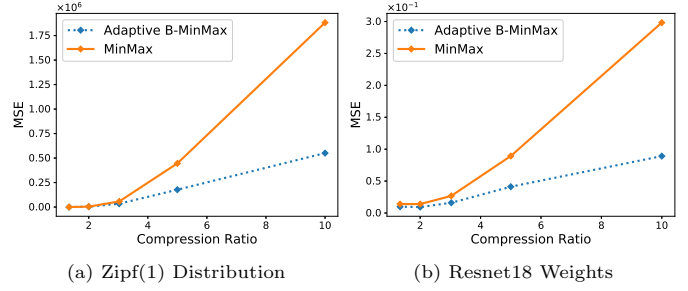 ×10⁶
1.75
1.50
1.25
1.00
0.75
0.50
0.25
0.00
MSE
Adaptive B-MinMax
MinMax
2 4 6 8 10
Compression Ratio
(a) Zipf(1) Distribution
×10⁻¹
3.0
2.5
2.0
1.5
1.0
0.5
0.0
MSE
Adaptive B-MinMax
MinMax
2 4 6 8 10
Compression Ratio
(b) Resnet18 Weights